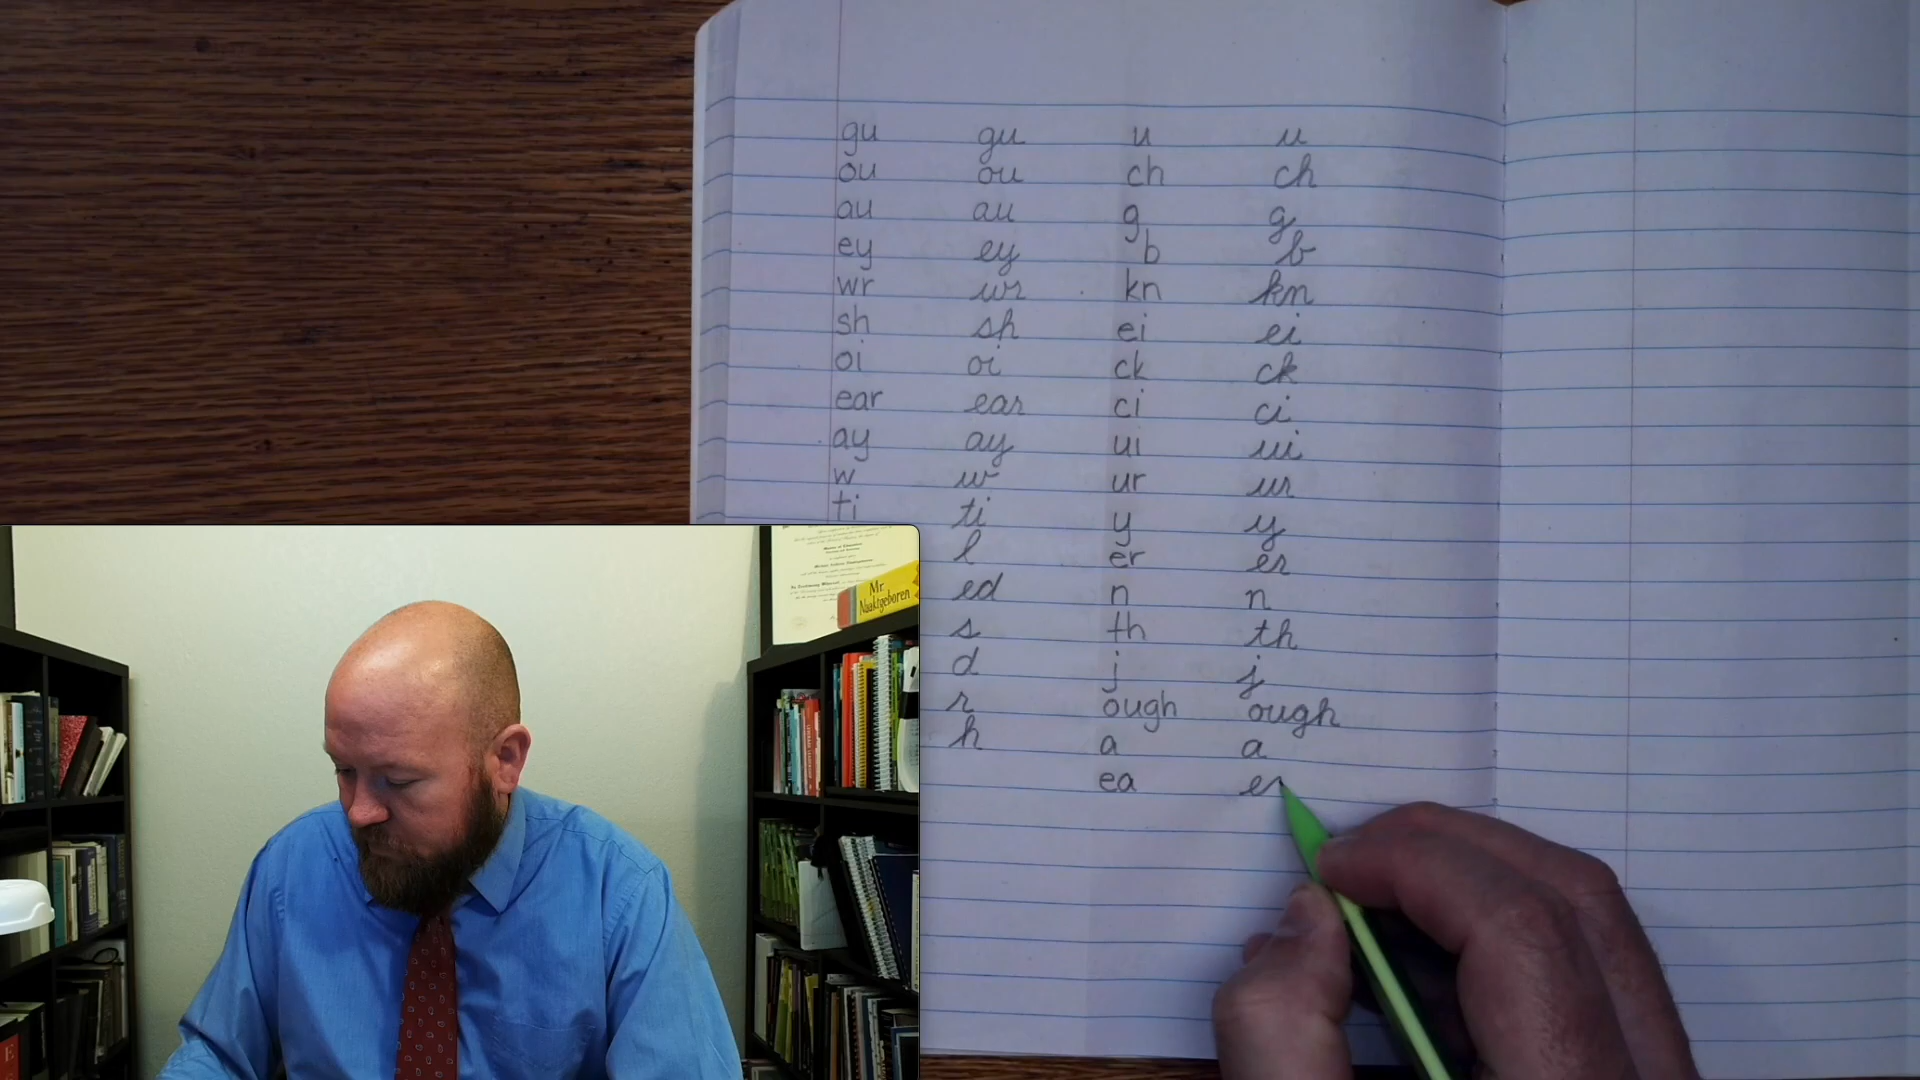 gu gu u u
ou ou ch ch
au au g g
ey ey b b
wr wr kn kn
sh sh ei ei
oi oi ck ck
ear ear ci ci
ay ay ui ui
w w ur ur
ti ti y y
l er er
ed n n
s th th
d j j
r ough ough
h a a
ea e
Mr.
Naaktgeboren